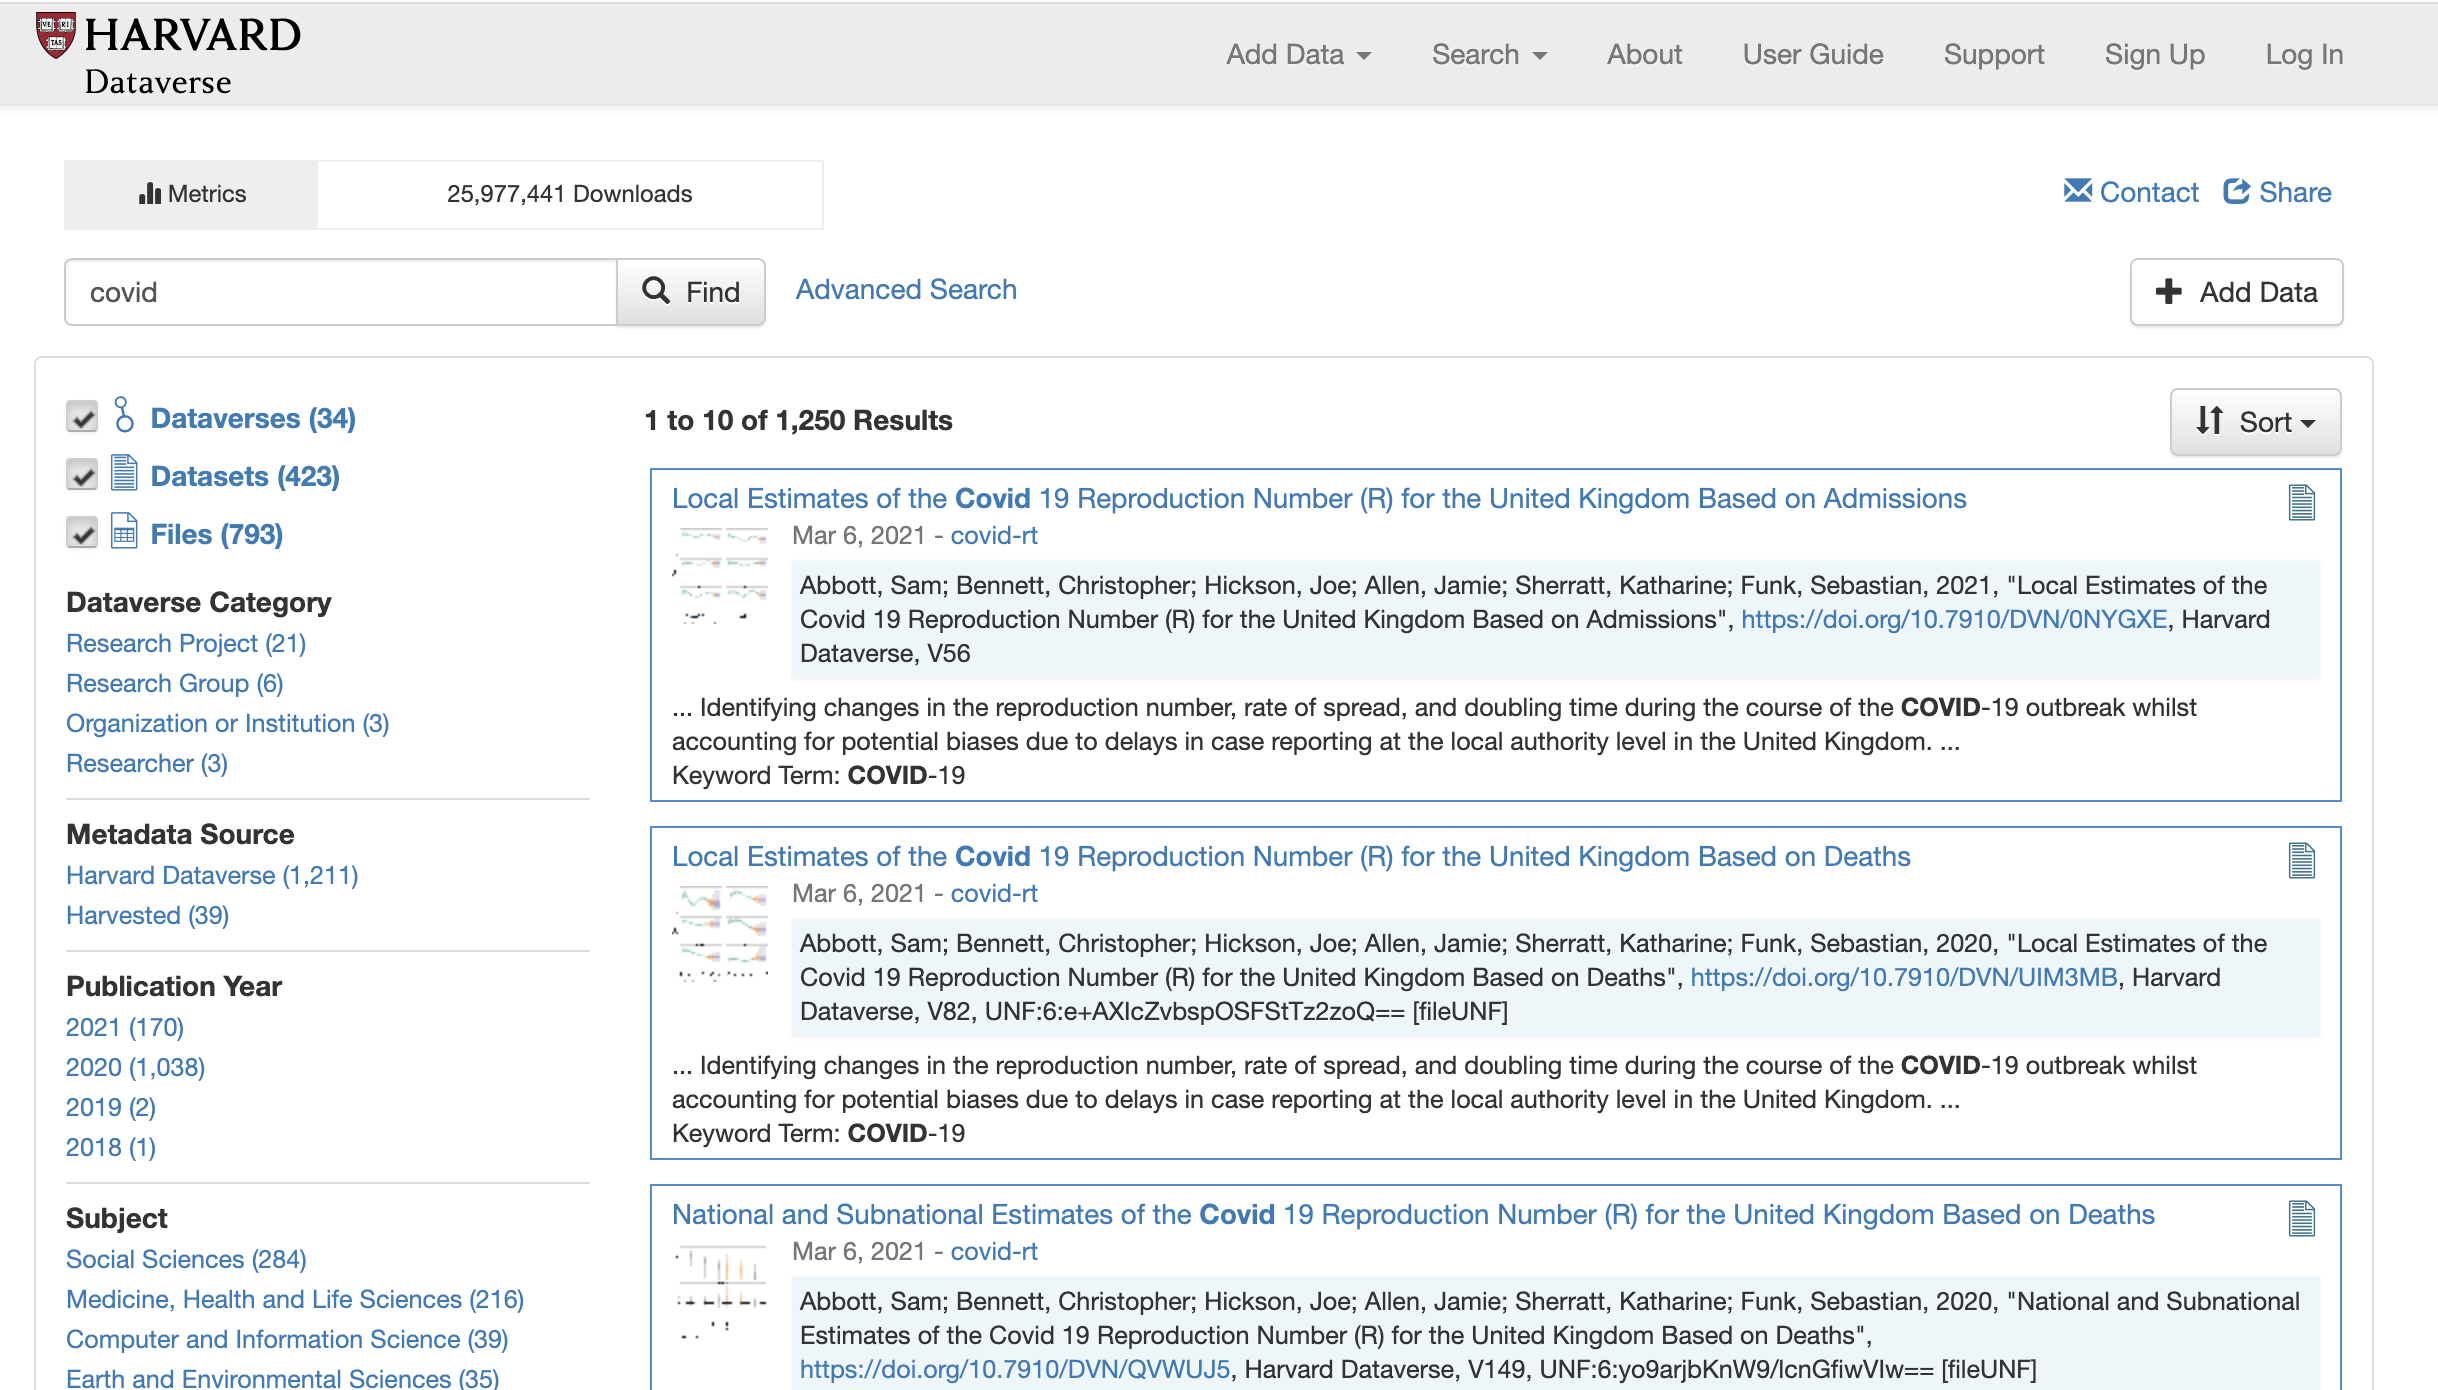 HARVARD
Dataverse
Add Data
Search
About
User Guide
Support
Sign Up
Log In
Metrics
25,977,441 Downloads
Contact
Share
covid
Find
Advanced Search
Add Data
Dataverses (34)
Datasets (423)
Files (793)
Dataverse Category
Research Project (21)
Research Group (6)
Organization or Institution (3)
Researcher (3)
Metadata Source
Harvard Dataverse (1,211)
Harvested (39)
Publication Year
2021 (170)
2020 (1,038)
2019 (2)
2018 (1)
Subject
Social Sciences (284)
Medicine, Health and Life Sciences (216)
Computer and Information Science (39)
Earth and Environmental Sciences (35)
1 to 10 of 1,250 Results
Sort
Local Estimates of the Covid 19 Reproduction Number (R) for the United Kingdom Based on Admissions
Mar 6, 2021 - covid-rt
Abbott, Sam; Bennett, Christopher; Hickson, Joe; Allen, Jamie; Sherratt, Katharine; Funk, Sebastian, 2021, "Local Estimates of the
Covid 19 Reproduction Number (R) for the United Kingdom Based on Admissions", https://doi.org/10.7910/DVN/0NYGXE, Harvard
Dataverse, V56
... Identifying changes in the reproduction number, rate of spread, and doubling time during the course of the COVID-19 outbreak whilst
accounting for potential biases due to delays in case reporting at the local authority level in the United Kingdom. ...
Keyword Term: COVID-19
Local Estimates of the Covid 19 Reproduction Number (R) for the United Kingdom Based on Deaths
Mar 6, 2021 - covid-rt
Abbott, Sam; Bennett, Christopher; Hickson, Joe; Allen, Jamie; Sherratt, Katharine; Funk, Sebastian, 2020, "Local Estimates of the
Covid 19 Reproduction Number (R) for the United Kingdom Based on Deaths", https://doi.org/10.7910/DVN/UIM3MB, Harvard
Dataverse, V82, UNF:6:e+AXIcZvbspOSFStTz2zoQ== [fileUNF]
... Identifying changes in the reproduction number, rate of spread, and doubling time during the course of the COVID-19 outbreak whilst
accounting for potential biases due to delays in case reporting at the local authority level in the United Kingdom. ...
Keyword Term: COVID-19
National and Subnational Estimates of the Covid 19 Reproduction Number (R) for the United Kingdom Based on Deaths
Mar 6, 2021 - covid-rt
Abbott, Sam; Bennett, Christopher; Hickson, Joe; Allen, Jamie; Sherratt, Katharine; Funk, Sebastian, 2020, "National and Subnational
Estimates of the Covid 19 Reproduction Number (R) for the United Kingdom Based on Deaths",
https://doi.org/10.7910/DVN/QVWUJ5, Harvard Dataverse, V149, UNF:6:yo9arjbKnW9/lcnGfiwVIw== [fileUNF]